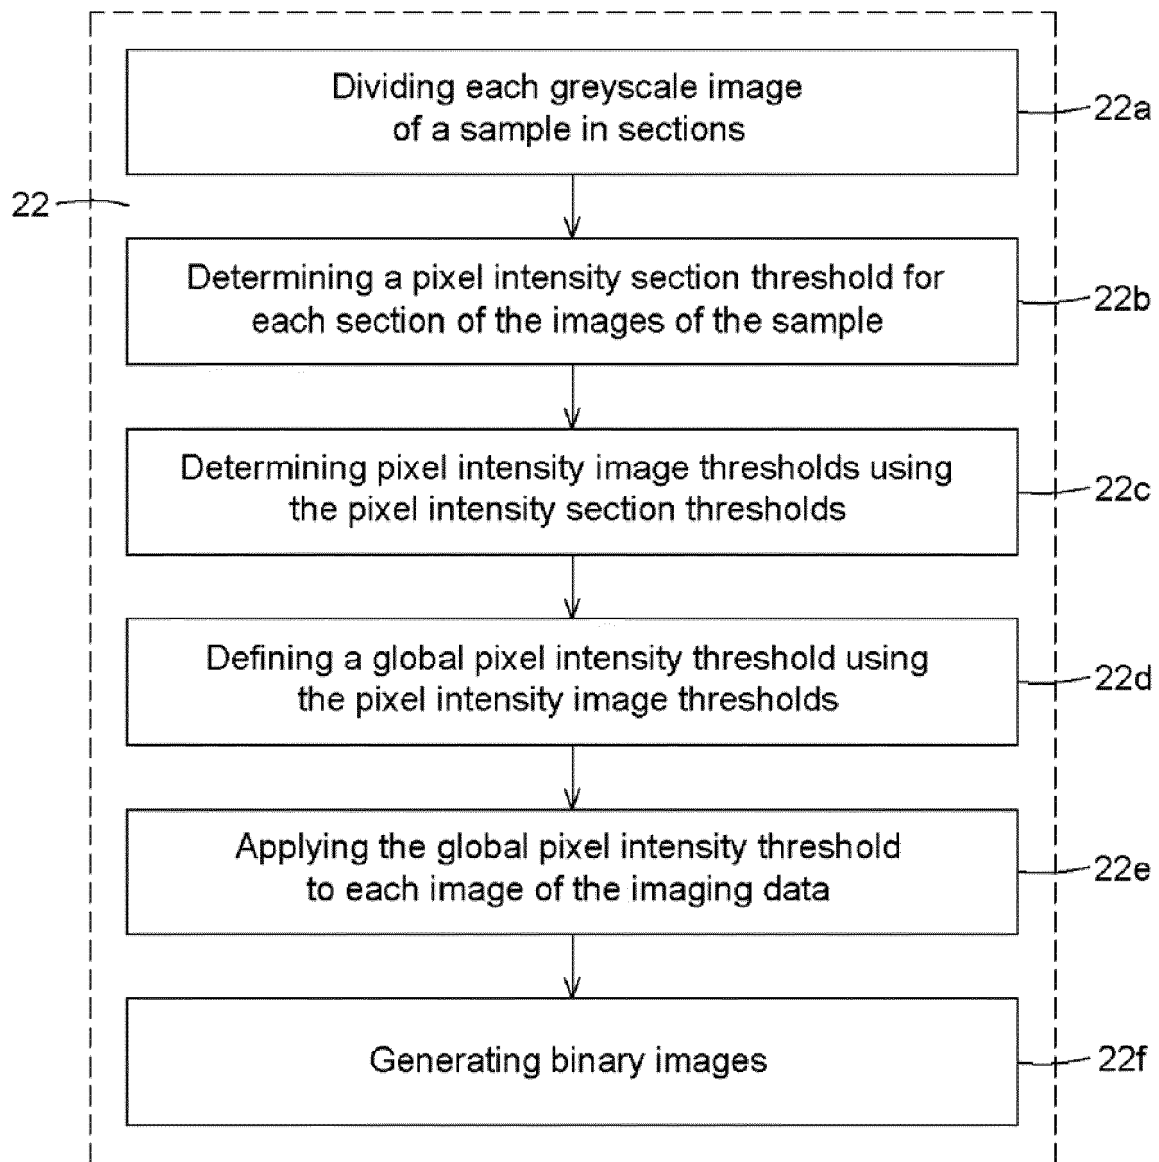 Dividing each greyscale image
of a sample in sections
22a
22
Determining a pixel intensity section threshold for
each section of the images of the sample
22b
Determining pixel intensity image thresholds using
the pixel intensity section thresholds
22c
Defining a global pixel intensity threshold using
the pixel intensity image thresholds
22d
Applying the global pixel intensity threshold
to each image of the imaging data
22e
Generating binary images
22f